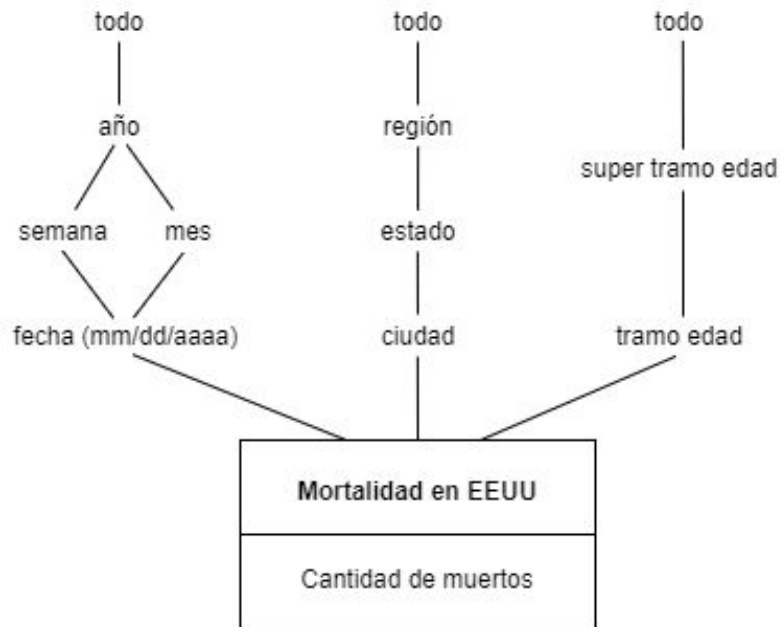 todo
todo
todo
año
región
super tramo edad
semana
mes
estado
fecha (mm/dd/aaaa)
ciudad
tramo edad
Mortalidad en EEUU
Cantidad de muertos